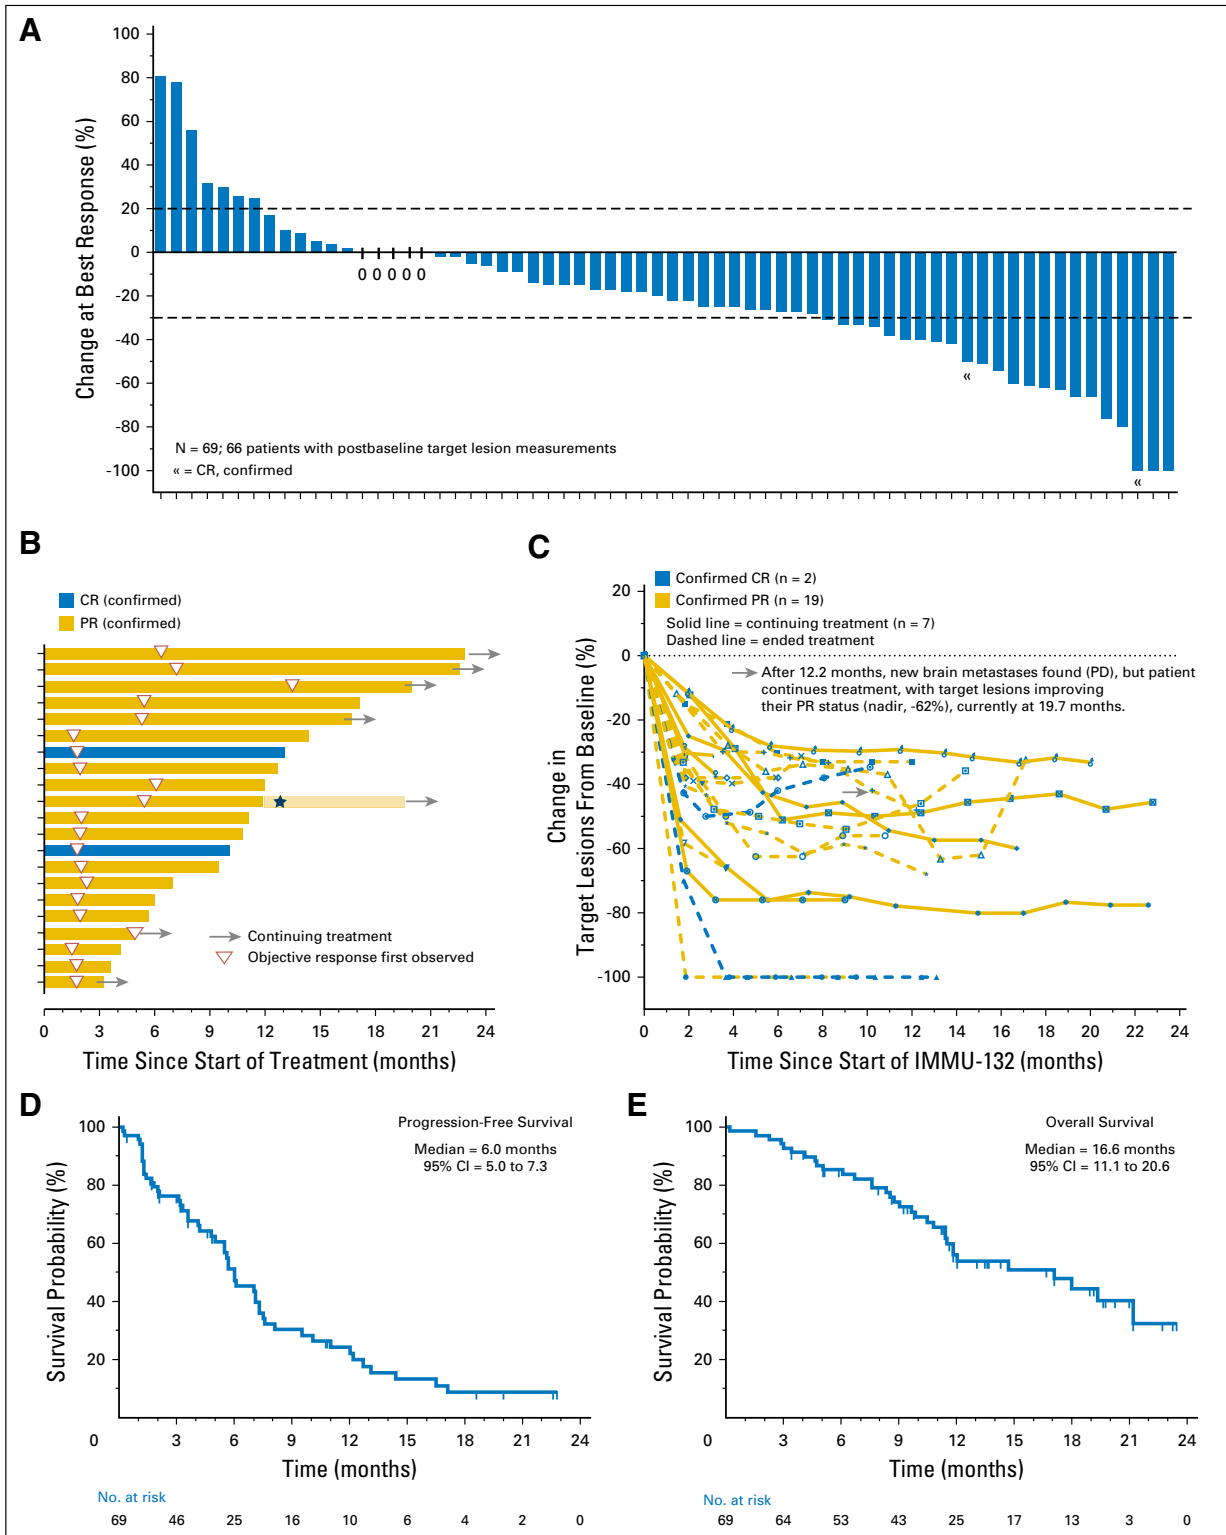 A
Change at Best Response (%)
100
80
60
40
20
0
-20
-40
-60
-80
-100
0 0 0 0 0
«
«
N = 69; 66 patients with postbaseline target lesion measurements
« = CR, confirmed
B
CR (confirmed)
PR (confirmed)
Continuing treatment
Objective response first observed
0 3 6 9 12 15 18 21 24
Time Since Start of Treatment (months)
C
Change in
Target Lesions From Baseline (%)
20
0
-20
-40
-60
-80
-100
Confirmed CR (n = 2)
Confirmed PR (n = 19)
Solid line = continuing treatment (n = 7)
Dashed line = ended treatment
After 12.2 months, new brain metastases found (PD), but patient
continues treatment, with target lesions improving
their PR status (nadir, -62%), currently at 19.7 months.
0 2 4 6 8 10 12 14 16 18 20 22 24
Time Since Start of IMMU-132 (months)
D
Survival Probability (%)
100
80
60
40
20
Progression-Free Survival
Median = 6.0 months
95% CI = 5.0 to 7.3
0 3 6 9 12 15 18 21 24
Time (months)
No. at risk
69 46 25 16 10 6 4 2 0
E
Survival Probability (%)
100
80
60
40
20
Overall Survival
Median = 16.6 months
95% CI = 11.1 to 20.6
0 3 6 9 12 15 18 21 24
Time (months)
No. at risk
69 64 53 43 25 17 13 3 0